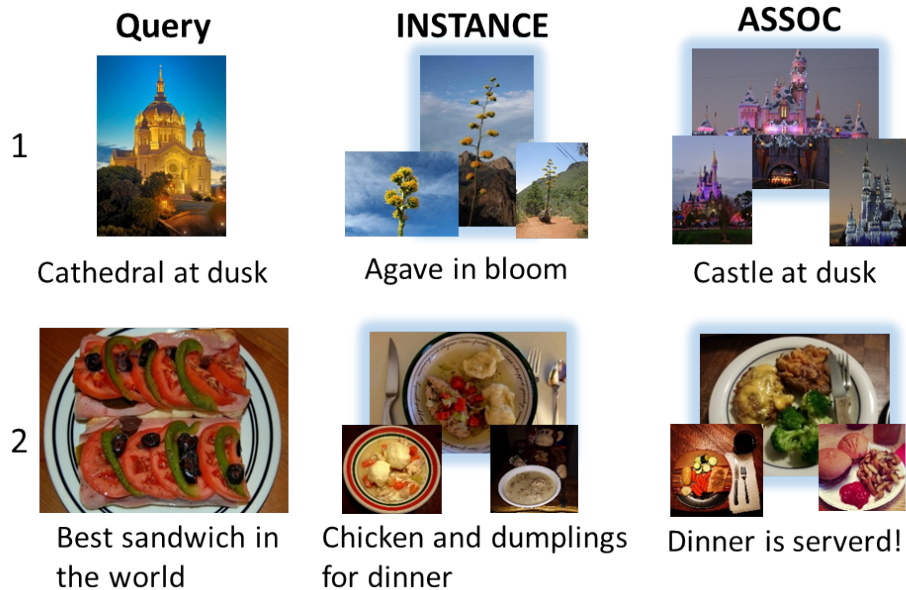 Query INSTANCE ASSOC
1
Cathedral at dusk Agave in bloom Castle at dusk
2
Best sandwich in Chicken and dumplings Dinner is serverd!
the world for dinner